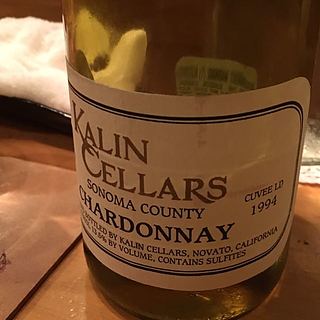 KALIN
CELLARS
SONOMA COUNTY
CUVEE LD
1994
CHARDONNAY
BOTTLED BY KALIN CELLARS, NOVATO, CALIFORNIA
BY VOLUME, CONTAINS SULFITES